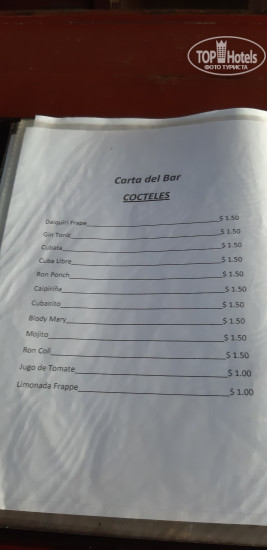 TOP Hotels
ФОТО ТУРИСТА
Carta del Bar
COCTELES
Daiquiri Frape $ 1.50
Gin Tonic $ 1.50
Cubata $ 1.50
Cuba Libre $ 1.50
Ron Ponch $ 1.50
Caipiriña $ 1.50
Cubanito $ 1.50
Blody Mary $ 1.50
Mojito $ 1.50
Ron Coll $ 1.50
Jugo de Tomate $ 1.00
Limonada Frappe $ 1.00